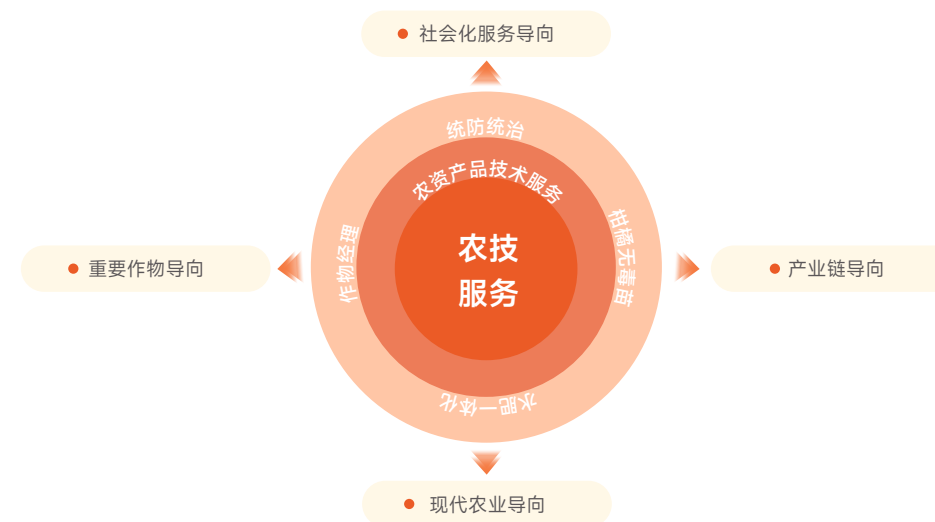 社会化服务导向
统防统治
农资产品技术服务
作物经理
柑橘无毒苗
农技
服务
重要作物导向
产业链导向
水肥一体化
现代农业导向